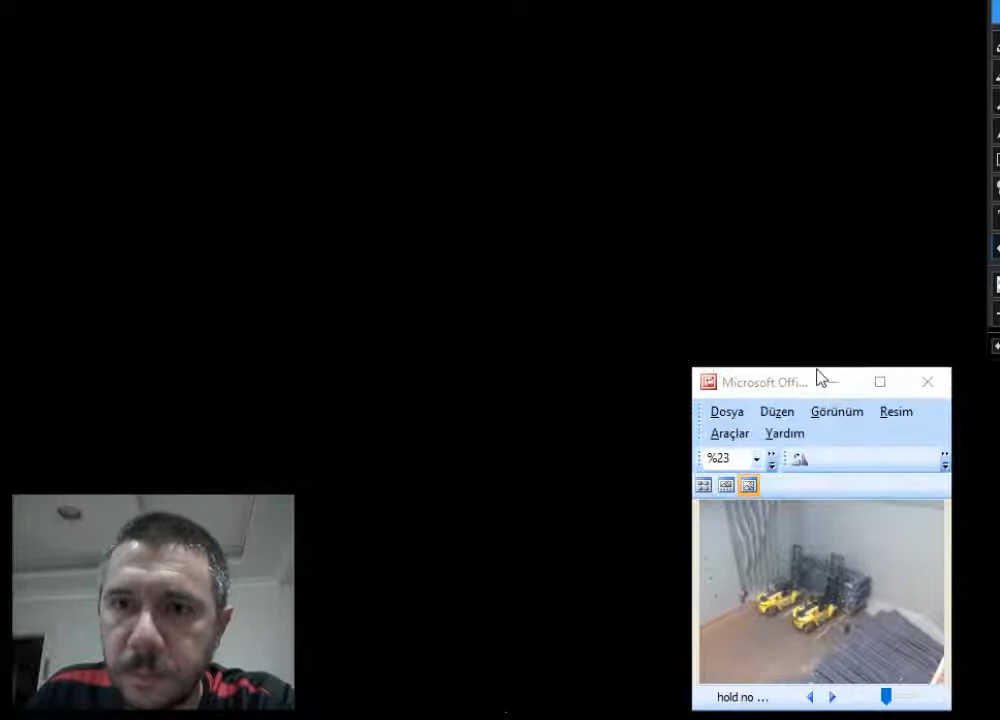 Microsoft Offi...
Dosya Düzen Görünüm Resim
Araçlar Yardım
%23
hold no ...